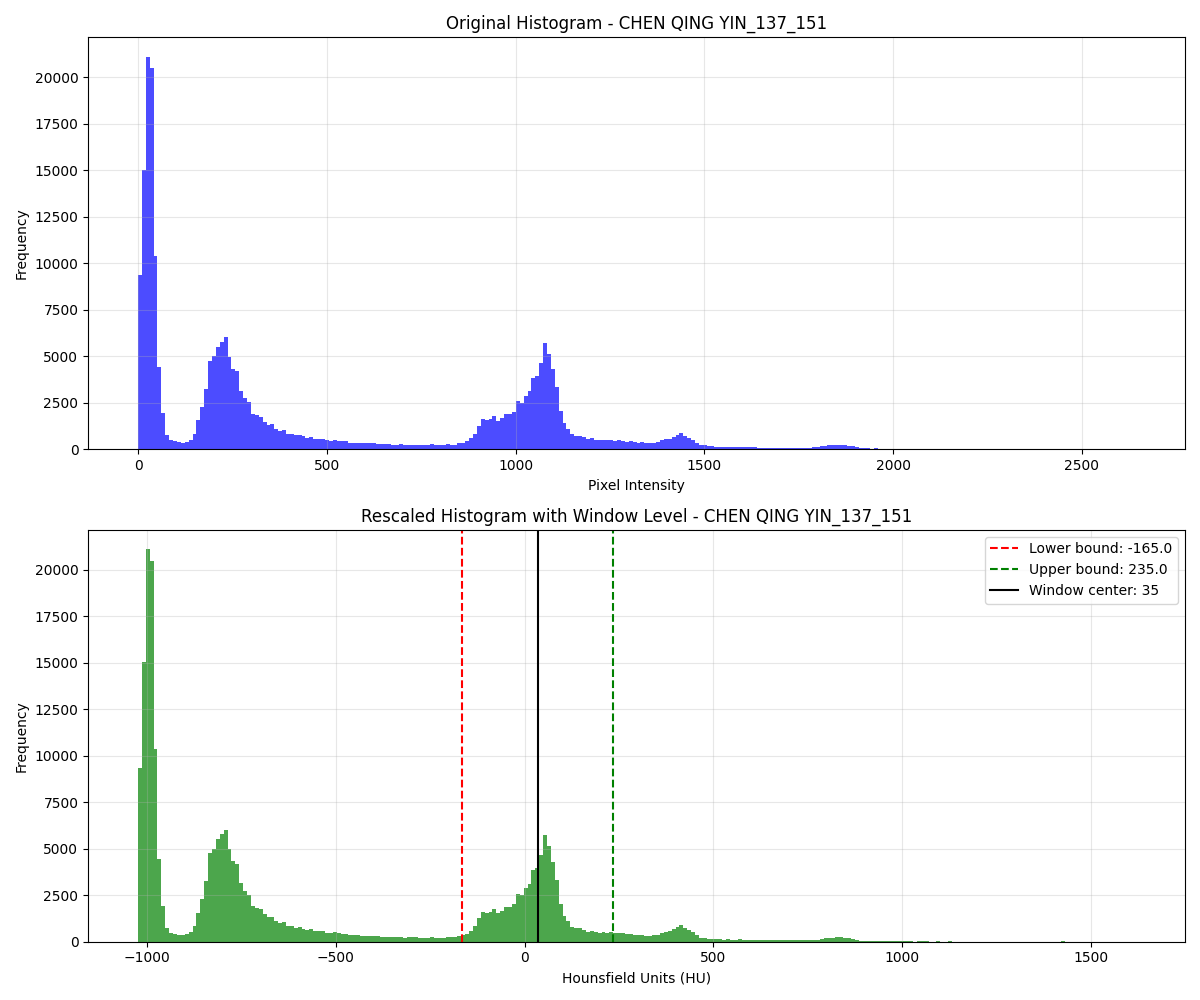 Original Histogram - CHEN QING YIN_137_151
Frequency
20000
17500
15000
12500
10000
7500
5000
2500
0
0 500 1000 1500 2000 2500
Pixel Intensity
Rescaled Histogram with Window Level - CHEN QING YIN_137_151
Lower bound: -165.0
Upper bound: 235.0
Window center: 35
Frequency
20000
17500
15000
12500
10000
7500
5000
2500
0
−1000 −500 0 500 1000 1500
Hounsfield Units (HU)